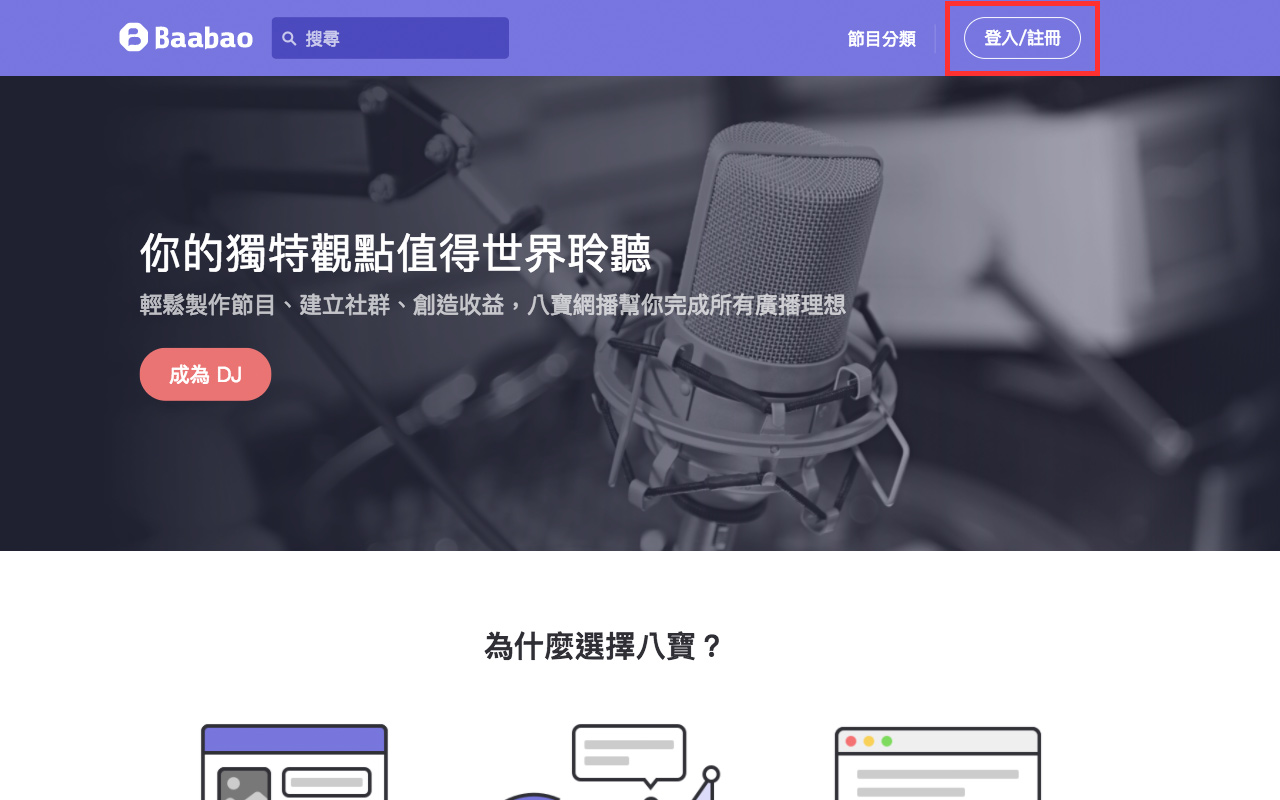 Baabao
搜尋
節目分類
登入/註冊
你的獨特觀點值得世界聆聽
輕鬆製作節目、建立社群、創造收益，八寶網播幫你完成所有廣播理想
成為 DJ
為什麼選擇八寶？